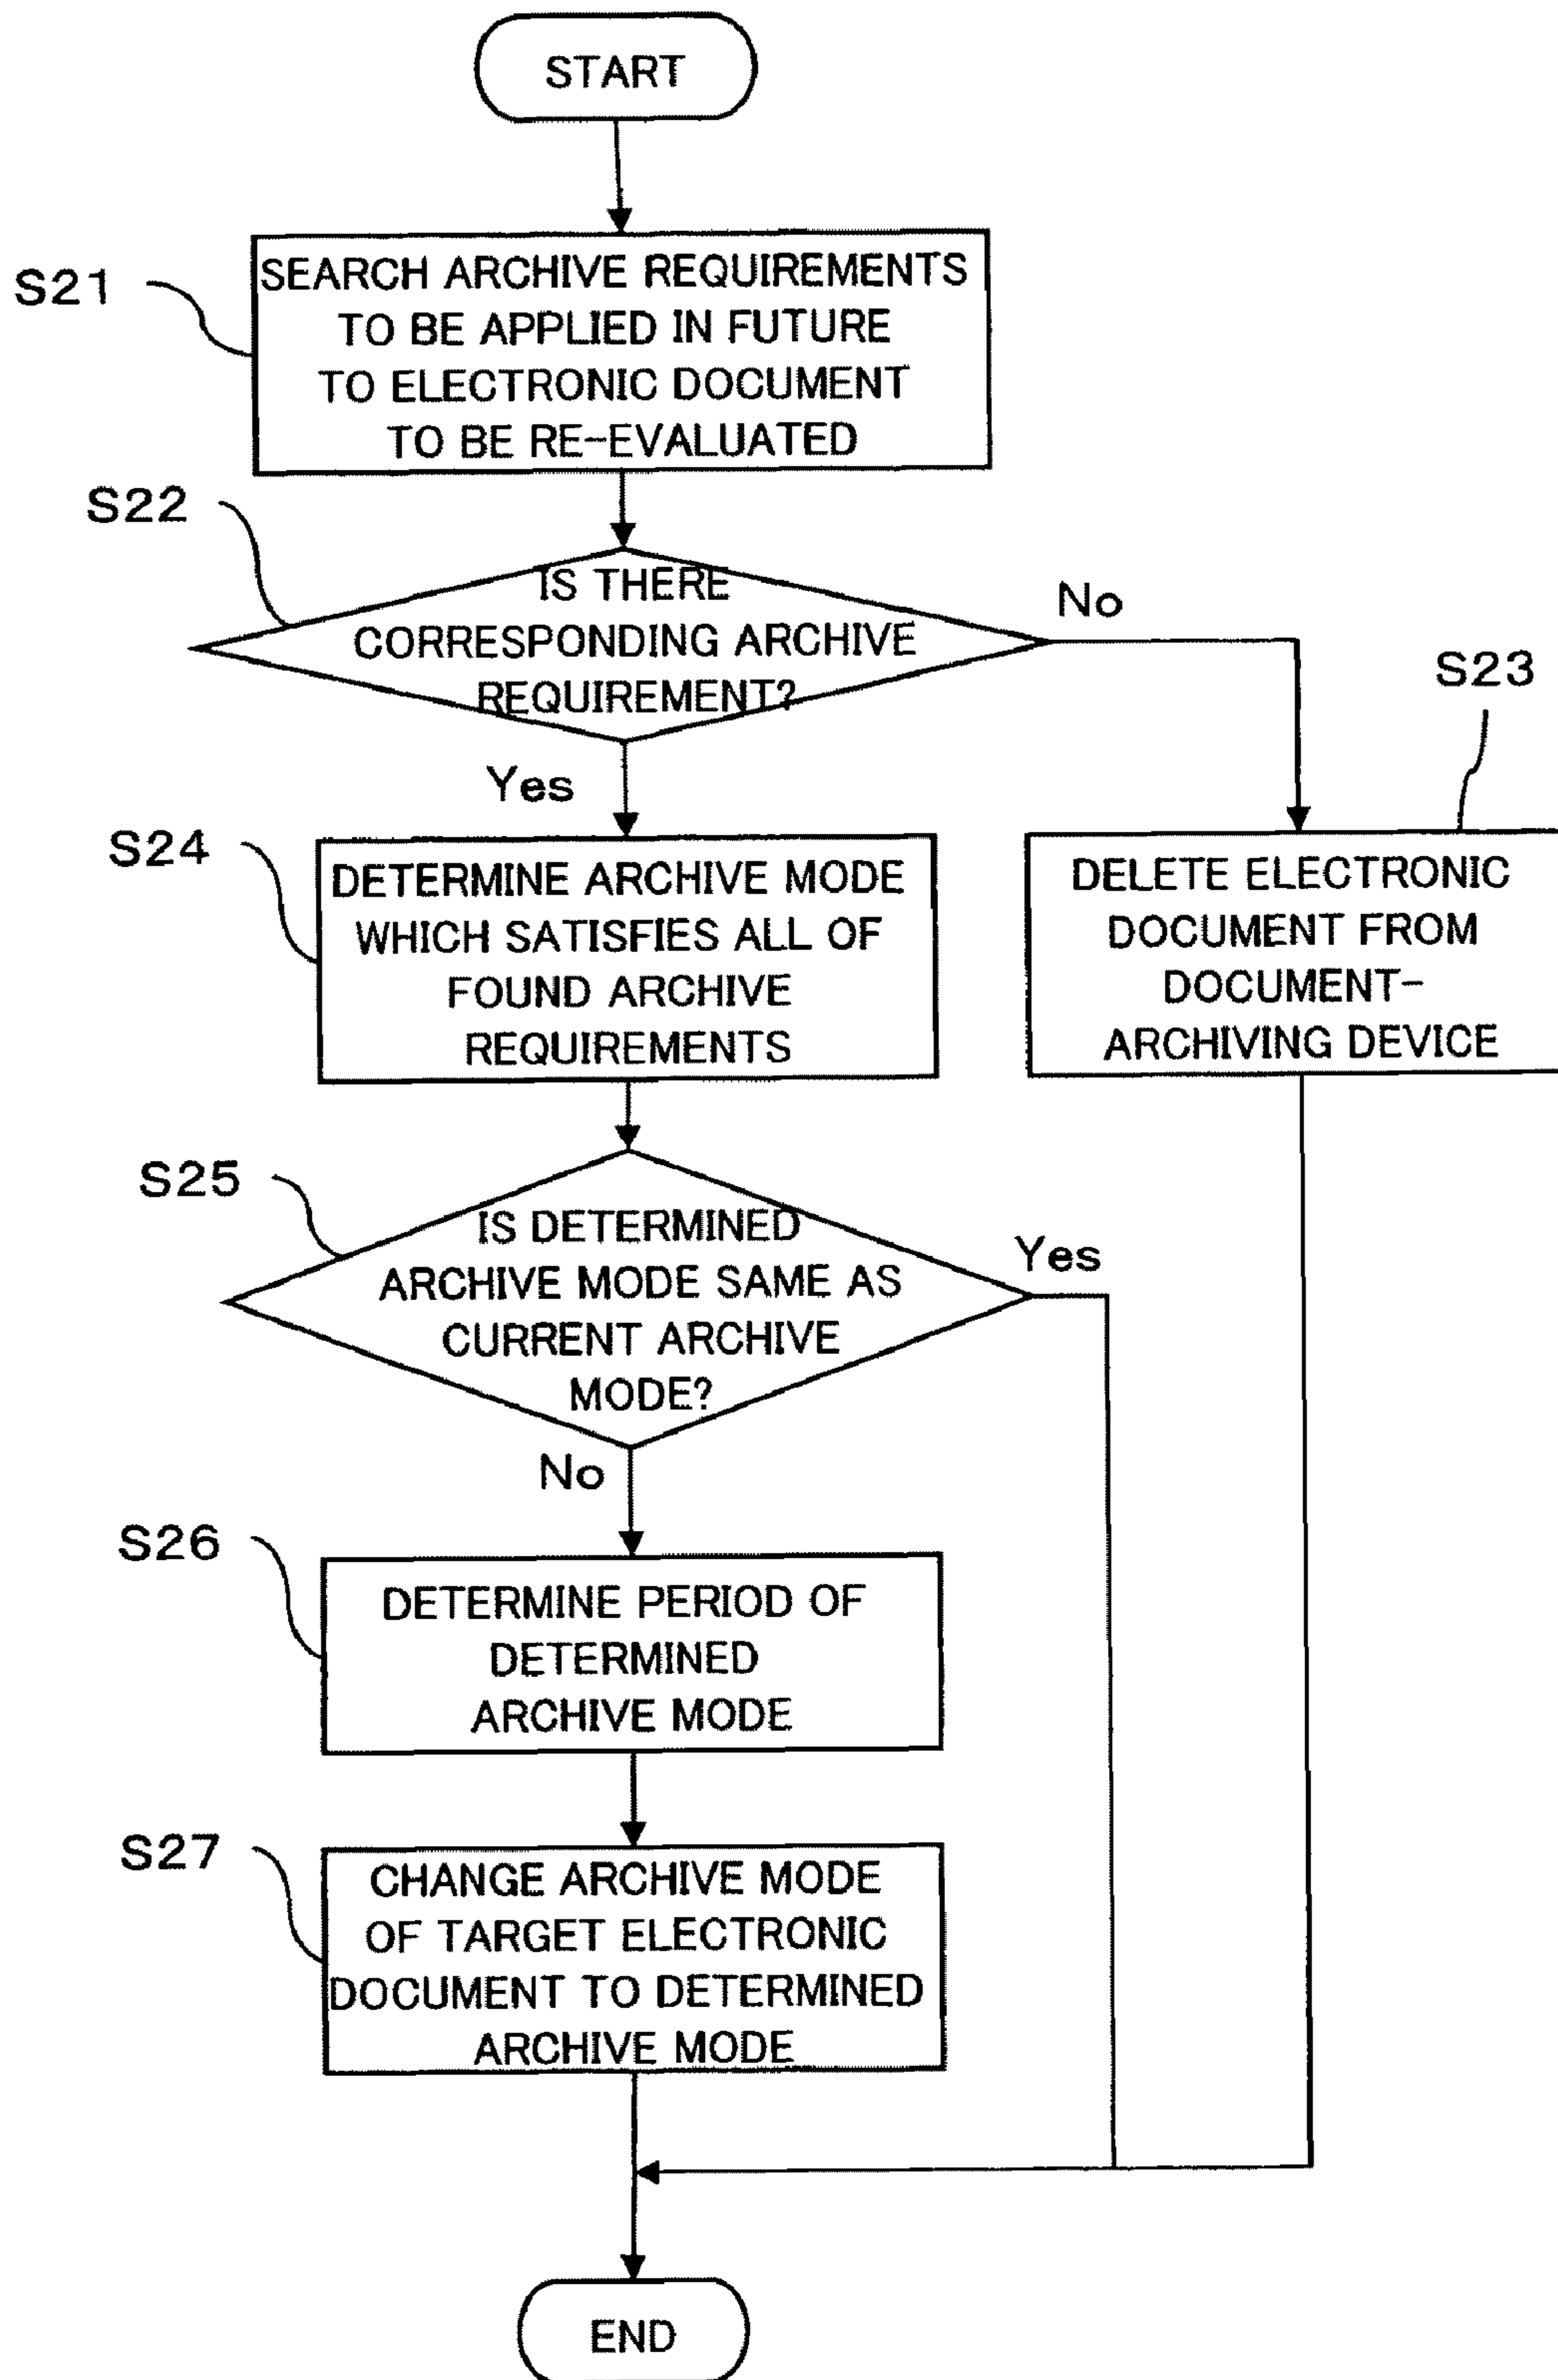 START
S21
SEARCH ARCHIVE REQUIREMENTS
TO BE APPLIED IN FUTURE
TO ELECTRONIC DOCUMENT
TO BE RE-EVALUATED
S22
IS THERE
CORRESPONDING ARCHIVE
REQUIREMENT?
No
Yes
S23
DELETE ELECTRONIC
DOCUMENT FROM
DOCUMENT-
ARCHIVING DEVICE
S24
DETERMINE ARCHIVE MODE
WHICH SATISFIES ALL OF
FOUND ARCHIVE
REQUIREMENTS
S25
IS DETERMINED
ARCHIVE MODE SAME AS
CURRENT ARCHIVE
MODE?
Yes
No
S26
DETERMINE PERIOD OF
DETERMINED
ARCHIVE MODE
S27
CHANGE ARCHIVE MODE
OF TARGET ELECTRONIC
DOCUMENT TO DETERMINED
ARCHIVE MODE
END